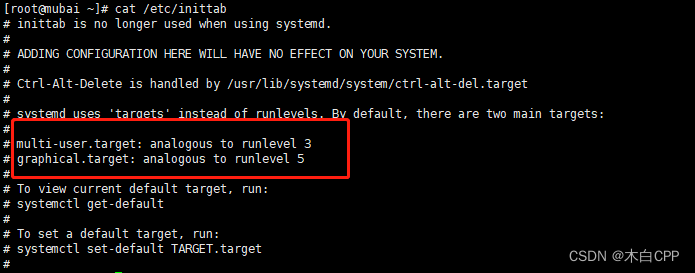 [root@mubai ~]# cat /etc/inittab
# inittab is no longer used when using systemd.
#
# ADDING CONFIGURATION HERE WILL HAVE NO EFFECT ON YOUR SYSTEM.
#
# Ctrl-Alt-Delete is handled by /usr/lib/systemd/system/ctrl-alt-del.target
#
# systemd uses 'targets' instead of runlevels. By default, there are two main targets:
#
# multi-user.target: analogous to runlevel 3
# graphical.target: analogous to runlevel 5
#
# To view current default target, run:
# systemctl get-default
#
# To set a default target, run:
# systemctl set-default TARGET.target
#
CSDN @木白CPP